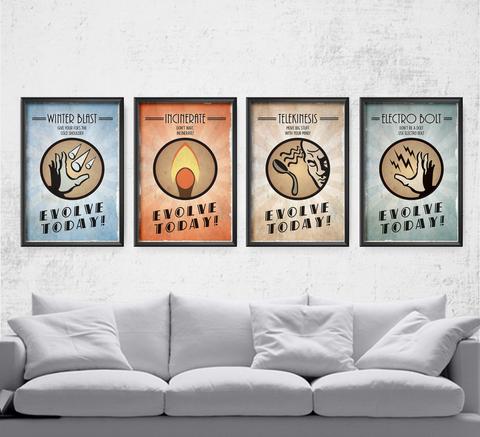 WINTER BLAST
GIVE YOUR FOES THE
COLD SHOULDER
EVOLVE
TODAY!
INCINERATE
DON'T WAIT,
INCINERATE!
EVOLVE
TODAY!
TELEKINESIS
MOVE BIG STUFF
WITH YOUR MIND!
EVOLVE
TODAY!
ELECTRO BOLT
DON'T BE A DOLT
USE ELECTRO BOLT
EVOLVE
TODAY!